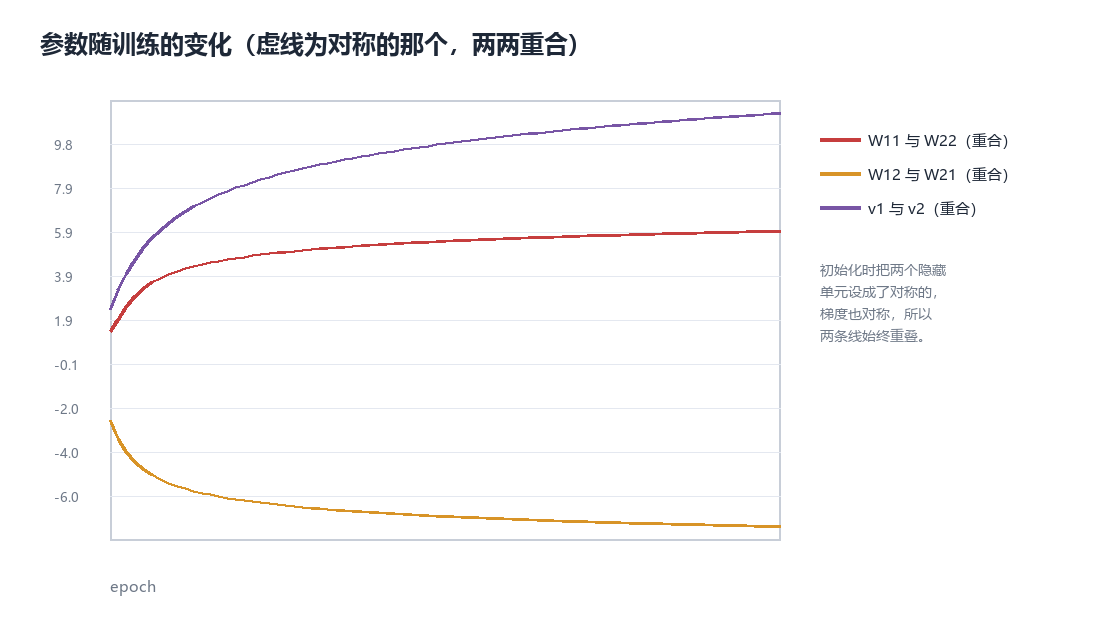 参数随训练的变化（虚线为对称的那个，两两重合）
9.8
7.9
5.9
3.9
1.9
-0.1
-2.0
-4.0
-6.0
W11 与 W22（重合）
W12 与 W21（重合）
v1 与 v2（重合）
初始化时把两个隐藏
单元设成了对称的，
梯度也对称，所以
两条线始终重叠。
epoch